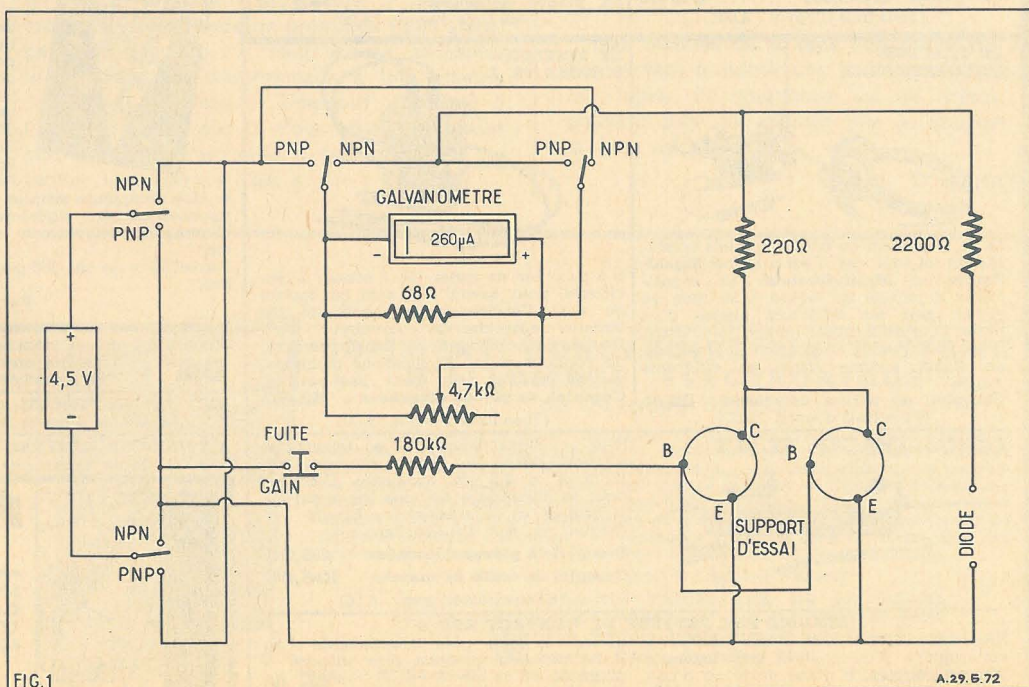 PNP NPN
PNP NPN
NPN
PNP
GALVANOMETRE
260µA
- +
220Ω
2200Ω
68Ω
+
4,5 V
-
4,7kΩ
FUITE
GAIN
180kΩ
B C
E
B C
E
SUPPORT
D'ESSAI
DIODE
NPN
PNP
FIG.1
A.29.5.72